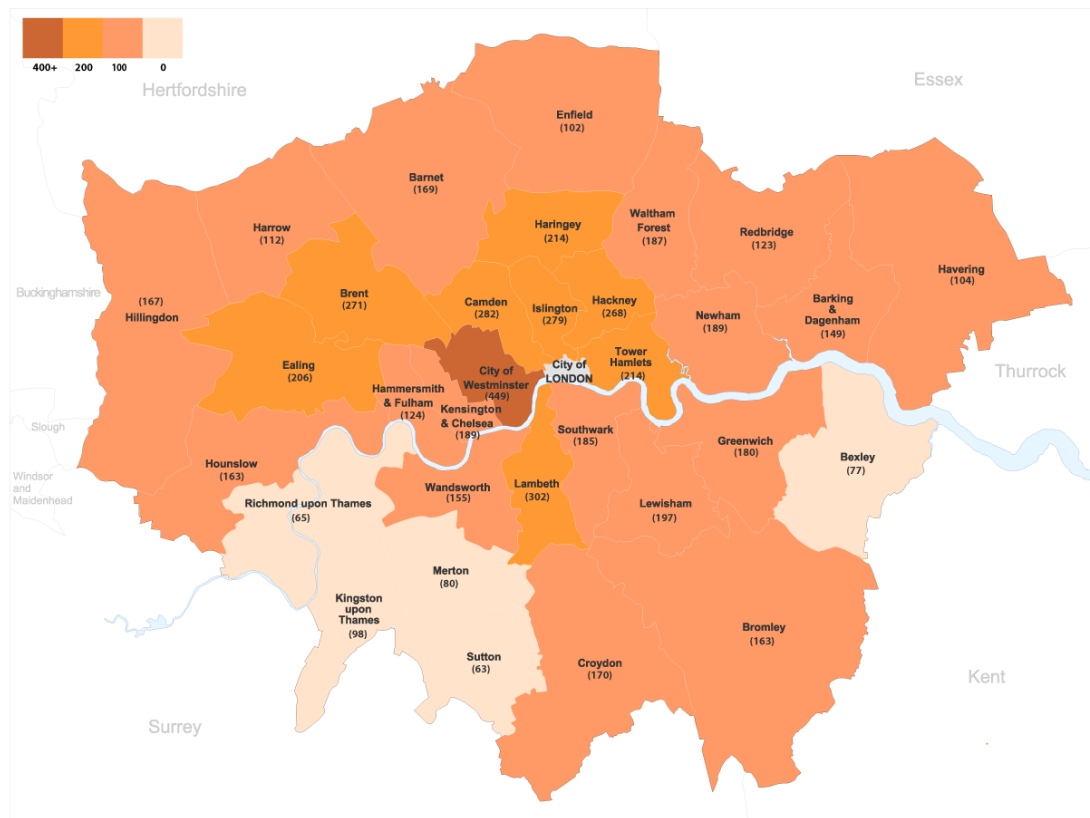 400+ 200 100 0
Hertfordshire
Essex
Enfield
(102)
Barnet
(169)
Harrow
(112)
Haringey
(214)
Waltham
Forest
(187)
Redbridge
(123)
Havering
(104)
Buckinghamshire
(167)
Hillingdon
Brent
(271)
Camden
(282)
Islington
(279)
Hackney
(268)
Newham
(189)
Barking
&
Dagenham
(149)
Ealing
(206)
Hammersmith
& Fulham
(124)
City of
Westminster
(449)
Kensington
& Chelsea
(189)
City of
LONDON
Tower
Hamlets
(214)
Thurrock
Slough
Windsor
and
Maidenhead
Hounslow
(163)
Richmond upon Thames
(65)
Wandsworth
(155)
Lambeth
(302)
Southwark
(185)
Lewisham
(197)
Greenwich
(180)
Bexley
(77)
Merton
(80)
Kingston
upon
Thames
(98)
Sutton
(63)
Croydon
(170)
Bromley
(163)
Surrey
Kent